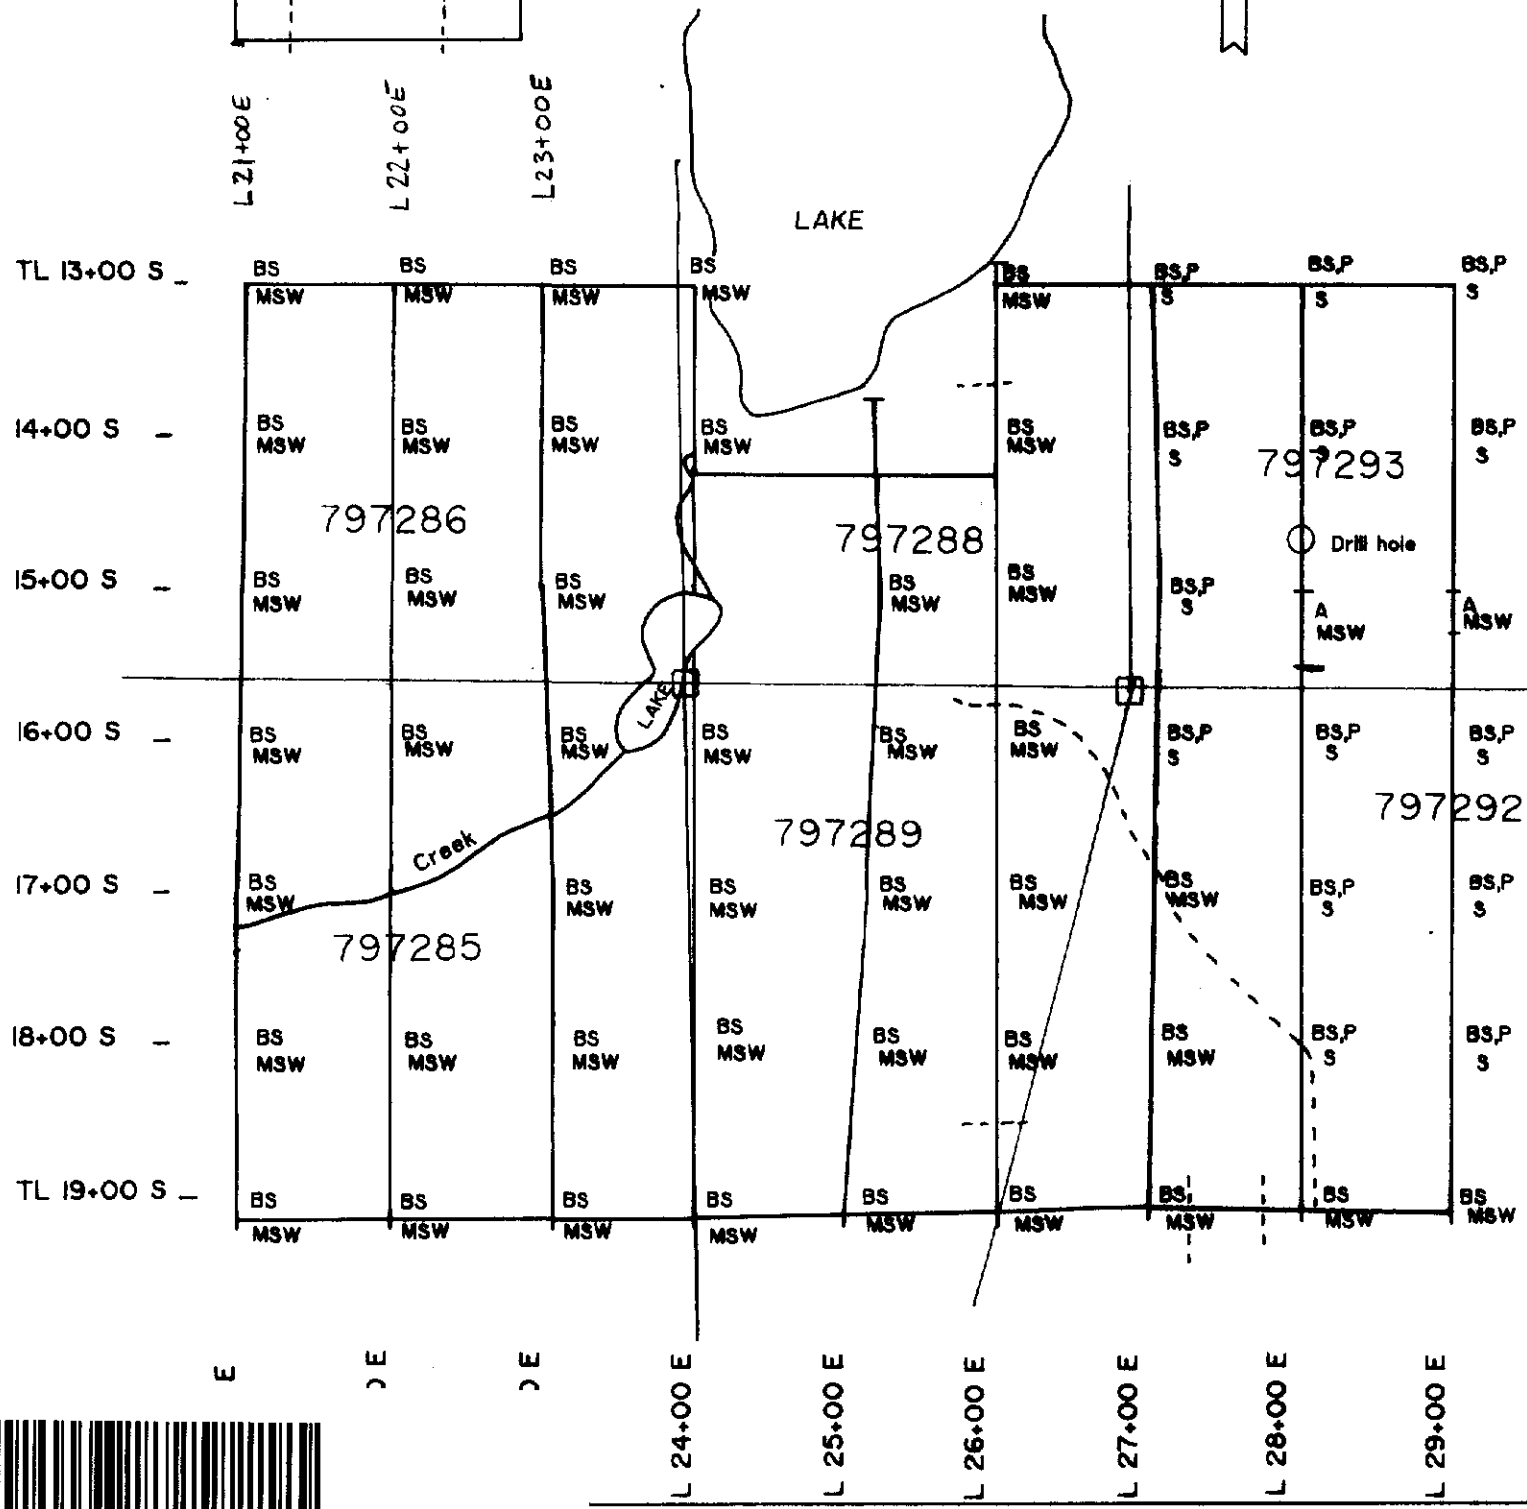 L21+00E L22+00E L23+00E
LAKE
TL 13+00 S BS BS BS BS BS BS,P BS,P BS,P
MSW MSW MSW MSW MSW S S S
14+00 S BS BS BS BS BS BS,P BS,P BS,P
MSW MSW MSW MSW MSW S S S
797293
797286
797288
Drill hole
15+00 S BS BS BS BS BS BS,P
MSW MSW MSW MSW MSW S
A A
MSW MSW
LAKE
16+00 S BS BS BS BS BS BS BS,P BS,P BS,P
MSW MSW MSW MSW MSW MSW S S S
797292
797289
Creek
17+00 S BS BS BS BS BS BS BS,P BS,P
MSW MSW MSW MSW MSW MSW S S
797285
18+00 S BS BS BS BS BS BS BS BS,P BS,P
MSW MSW MSW MSW MSW MSW MSW S S
TL 19+00 S BS BS BS BS BS BS BS BS BS
MSW MSW MSW MSW MSW MSW MSW MSW MSW
E E E L 24+00 E L 25+00 E L 26+00 E L 27+00 E L 28+00 E L 29+00 E